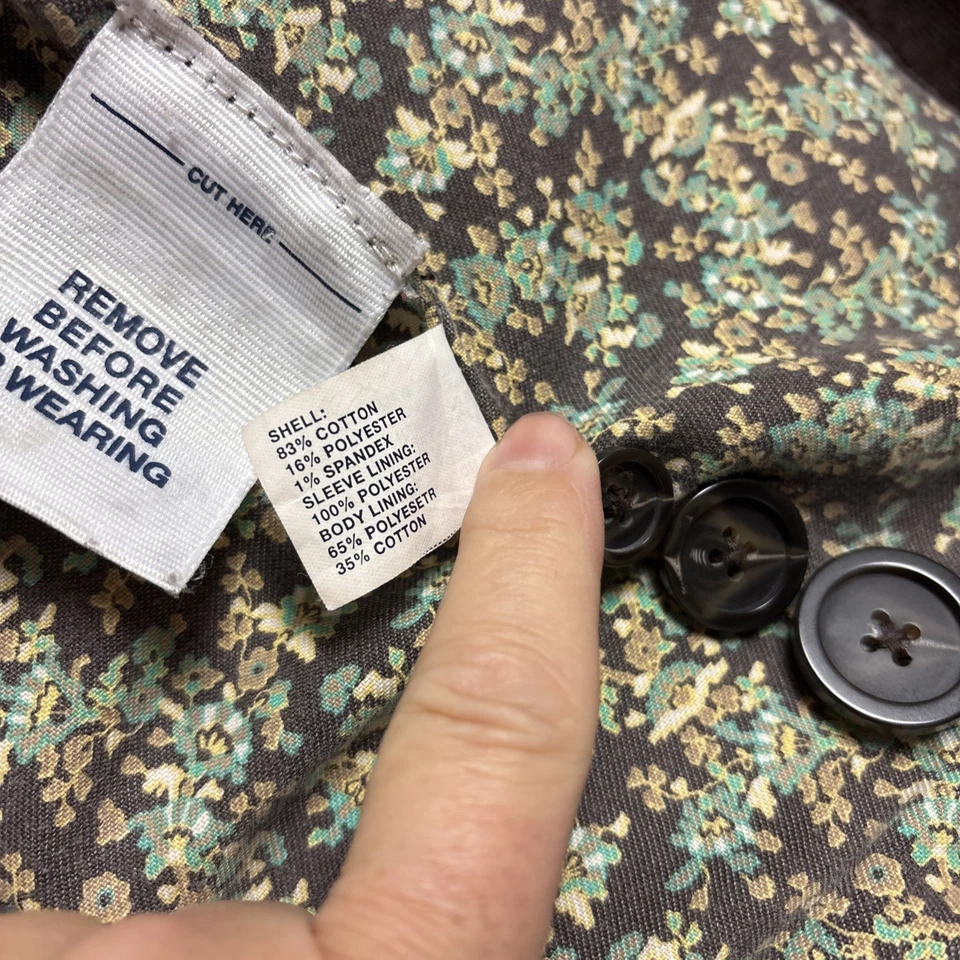 CUT HERE
REMOVE
BEFORE
WASHING
WEARING
SHELL:
83% COTTON
16% POLYESTER
1% SPANDEX
SLEEVE LINING:
100% POLYESTER
BODY LINING:
65% POLYESETR
35% COTTON